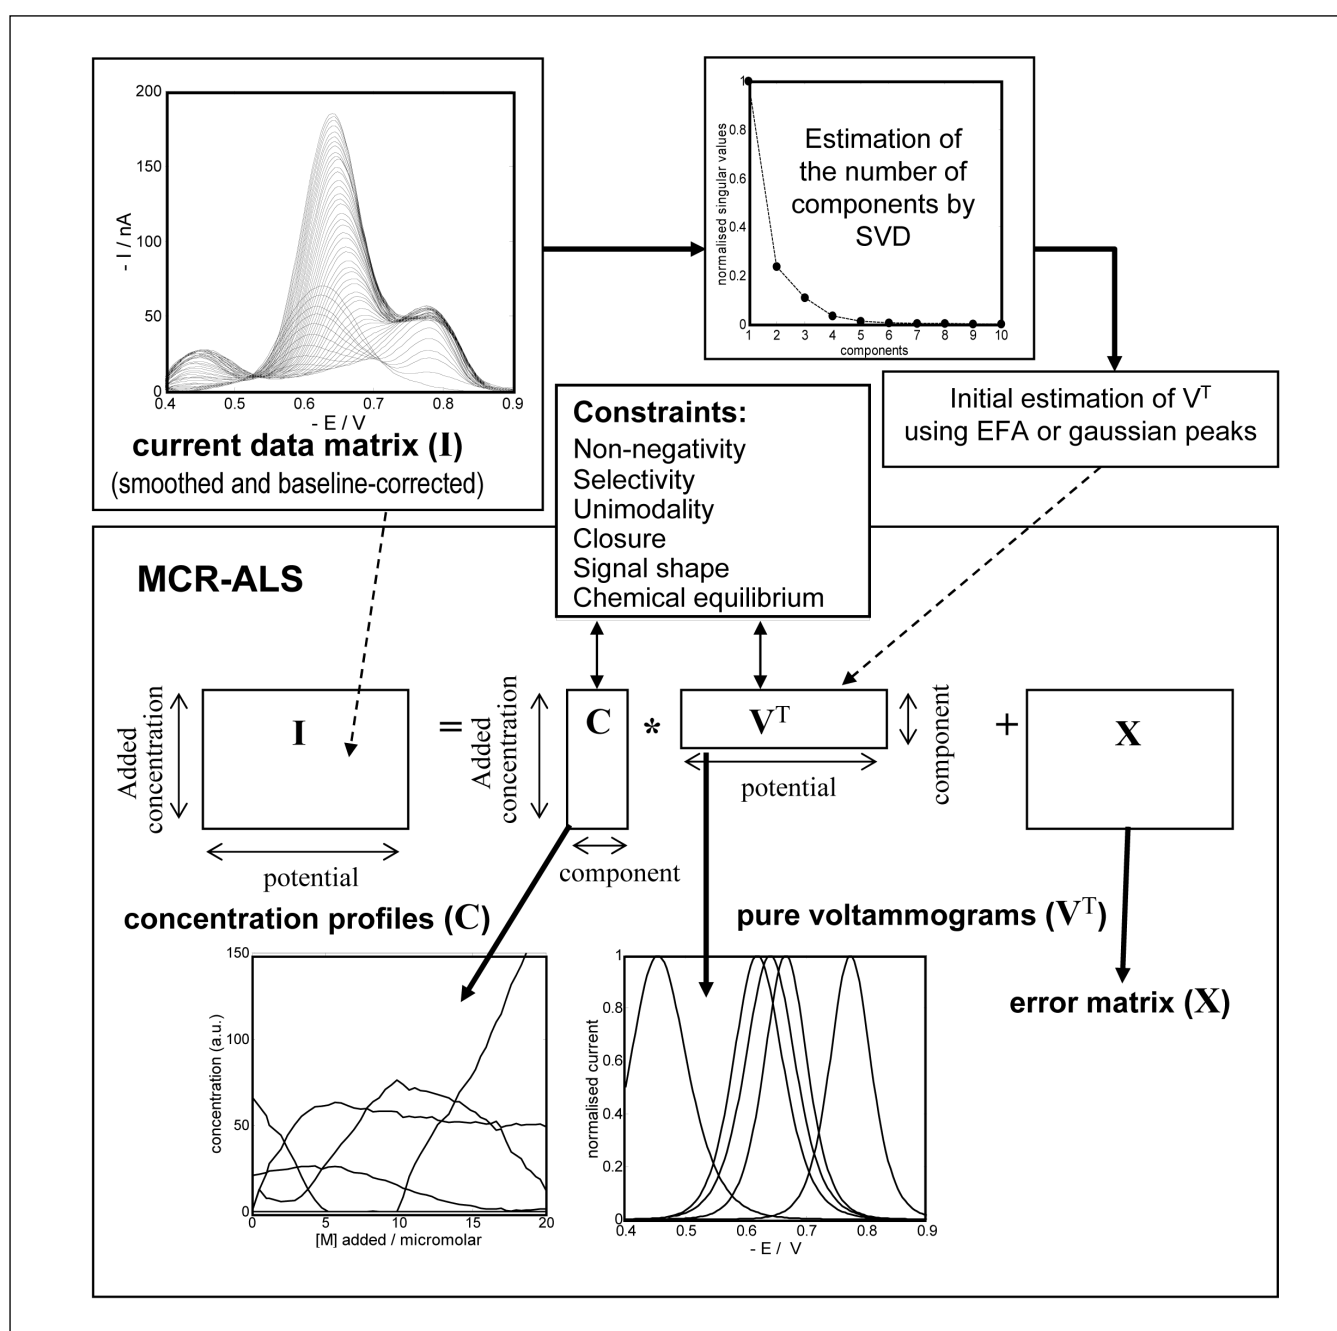 200
150
100
50
0
- I / nA
0.4 0.5 0.6 0.7 0.8 0.9
- E / V
current data matrix (I)
(smoothed and baseline-corrected)
1
0.8
0.6
0.4
0.2
0
normalised singular values
Estimation of
the number of
components by
SVD
1 2 3 4 5 6 7 8 9 10
components
Initial estimation of VT
using EFA or gaussian peaks
Constraints:
Non-negativity
Selectivity
Unimodality
Closure
Signal shape
Chemical equilibrium
MCR-ALS
Added
concentration
I
potential
=
Added
concentration
C
component
*
VT
potential
component
+
X
concentration profiles (C)
150
100
50
0
concentration (a.u.)
0 5 10 15 20
[M] added / micromolar
pure voltammograms (VT)
1
0.8
0.6
0.4
0.2
0
normalised current
0.4 0.5 0.6 0.7 0.8 0.9
- E / V
error matrix (X)